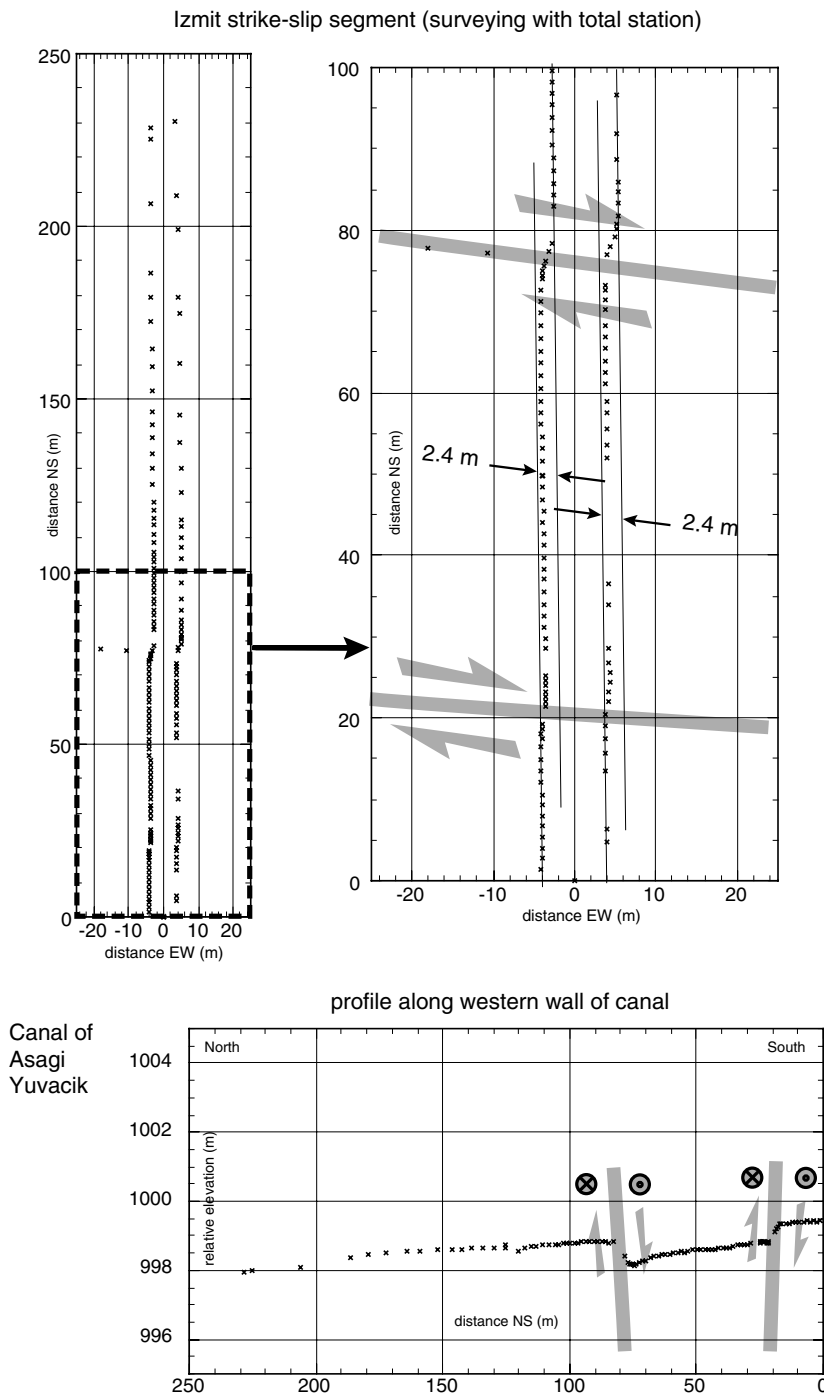 Izmit strike-slip segment (surveying with total station)
250
200
150
100
50
0
distance NS (m)
-20 -10 0 10 20
distance EW (m)
100
80
60
40
20
0
distance NS (m)
2.4 m
2.4 m
-20 -10 0 10 20
distance EW (m)
profile along western wall of canal
Canal of
Asagi
Yuvacik
1004
1002
1000
998
996
relative elevation (m)
North
South
distance NS (m)
250 200 150 100 50 0